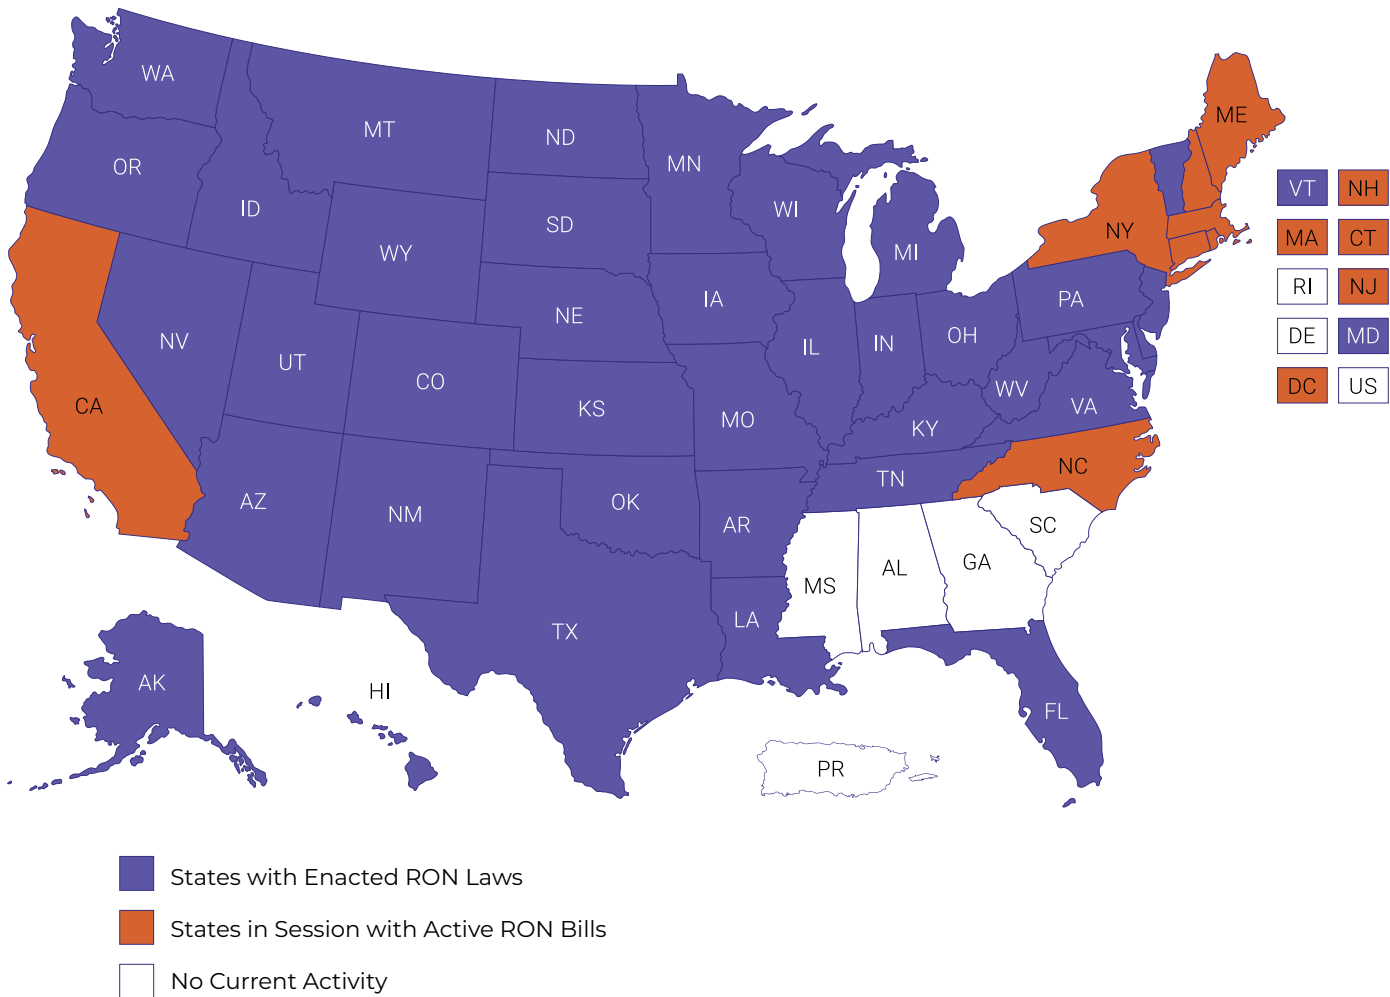 WA
MT
ND
MN
ME
OR
ID
SD
WI
VT NH
WY
MI
NY
MA CT
NE
IA
PA
RI NJ
NV
UT
CO
IL
IN
OH
DE MD
CA
KS
MO
WV
VA
DC US
KY
NC
AZ
NM
OK
AR
TN
SC
MS
AL
GA
TX
LA
AK
HI
FL
PR
States with Enacted RON Laws
States in Session with Active RON Bills
No Current Activity